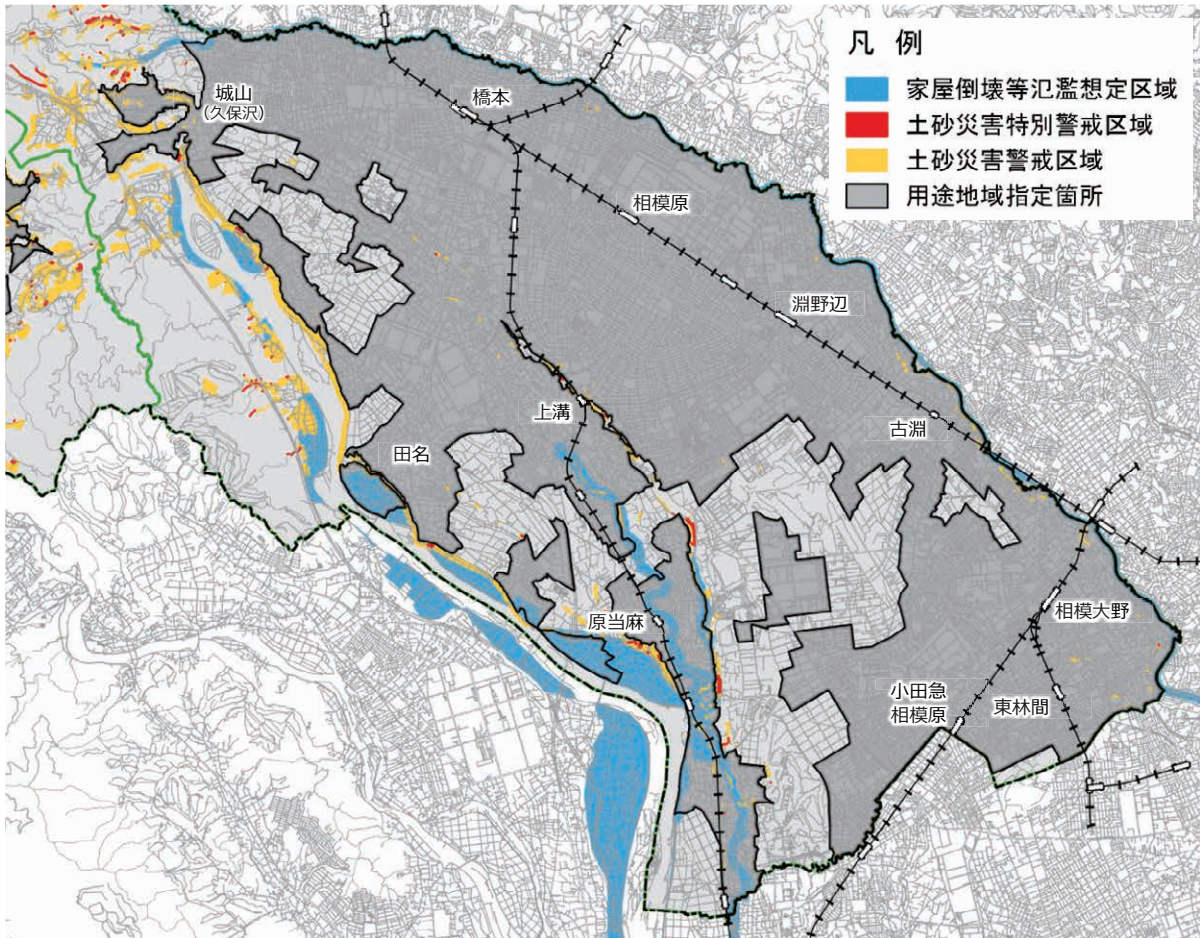 凡 例
家屋倒壊等氾濫想定区域
土砂災害特別警戒区域
土砂災害警戒区域
用途地域指定箇所
城山
(久保沢)
橋本
相模原
淵野辺
古淵
上溝
田名
原当麻
相模大野
小田急
相模原
東林間